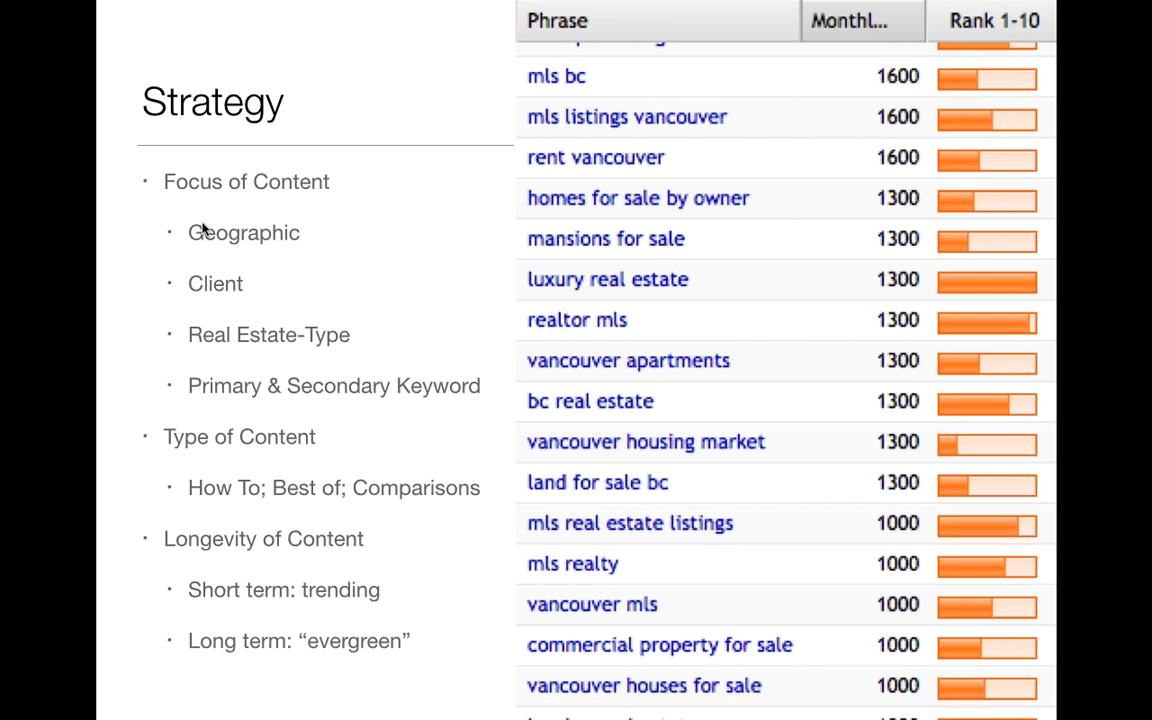 Strategy
Focus of Content
Geographic
Client
Real Estate-Type
Primary & Secondary Keyword
Type of Content
How To; Best of; Comparisons
Longevity of Content
Short term: trending
Long term: “evergreen”
Phrase Monthl... Rank 1-10
mls bc 1600
mls listings vancouver 1600
rent vancouver 1600
homes for sale by owner 1300
mansions for sale 1300
luxury real estate 1300
realtor mls 1300
vancouver apartments 1300
bc real estate 1300
vancouver housing market 1300
land for sale bc 1300
mls real estate listings 1000
mls realty 1000
vancouver mls 1000
commercial property for sale 1000
vancouver houses for sale 1000